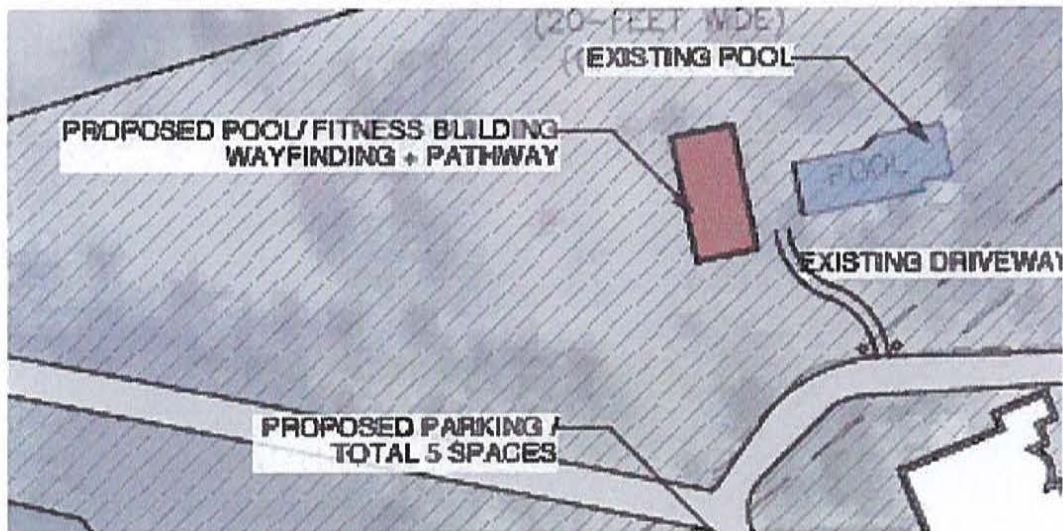 (20-FEET WIDE)
EXISTING POOL
PROPOSED POOL/ FITNESS BUILDING
WAYFINDING + PATHWAY
POOL
EXISTING DRIVEWAY
PROPOSED PARKING /
TOTAL 5 SPACES